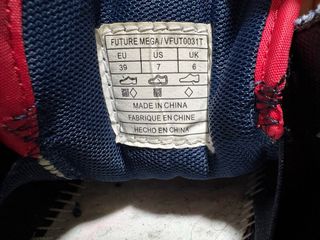 FUTURE MEGA / VFUT0031T
EU US UK
39 7 6
MADE IN CHINA
FABRIQUE EN CHINE
HECHO EN CHINA